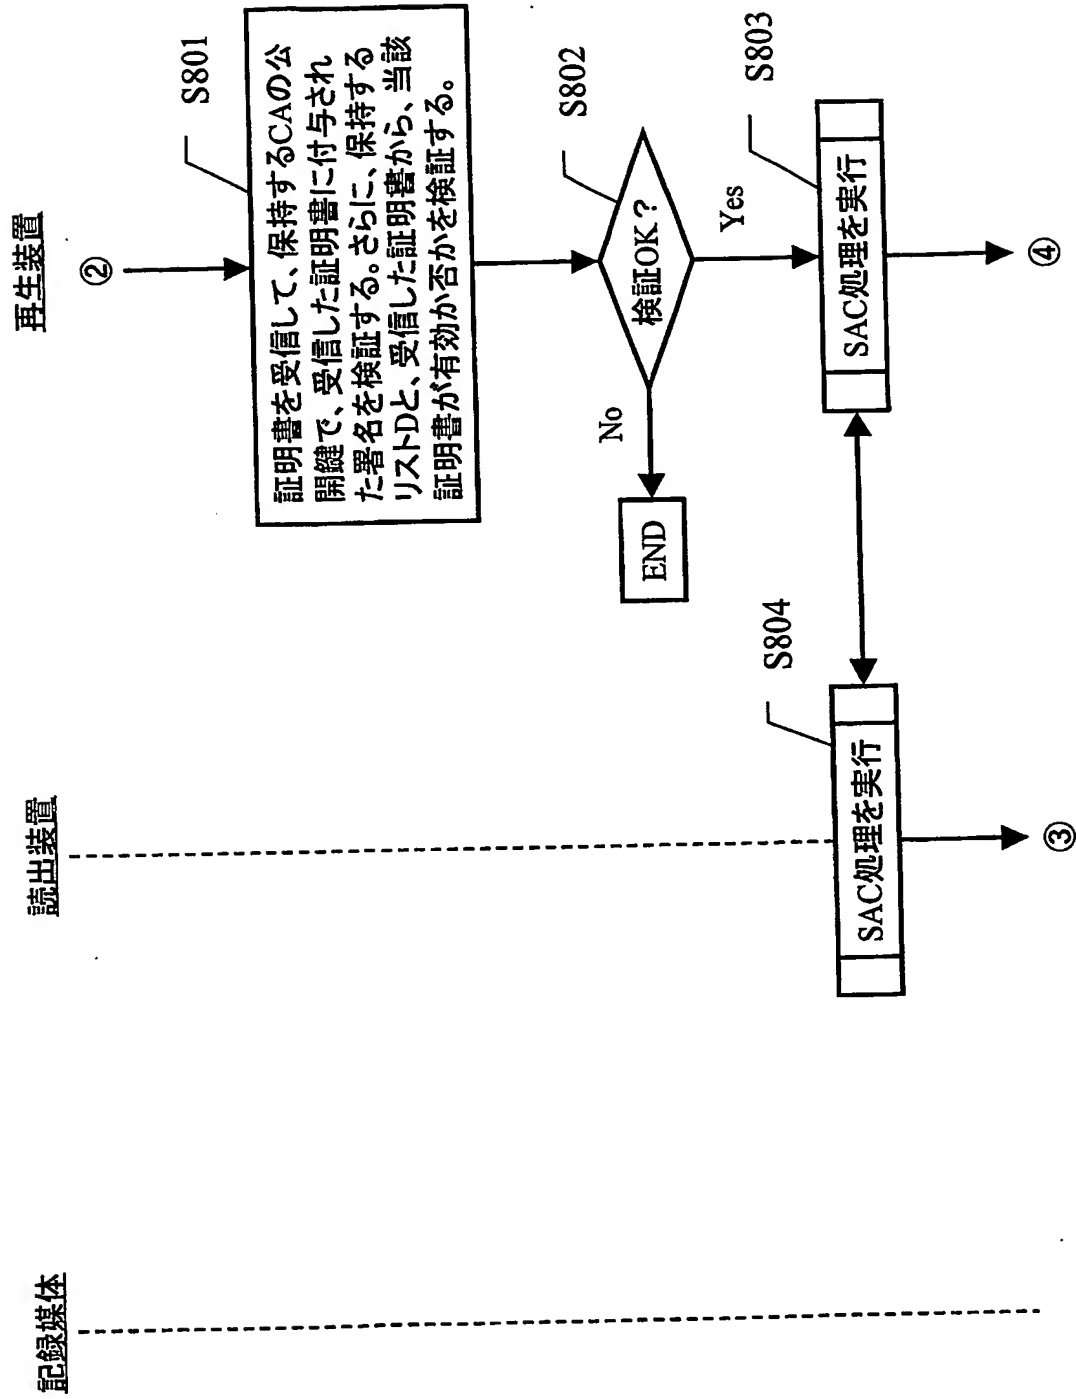 記録媒体
読出装置
再生装置
②
S801
証明書を受信して、保持するCAの公
開鍵で、受信した証明書に付与され
た署名を検証する。さらに、保持する
リストDと、受信した証明書から、当該
証明書が有効か否かを検証する。
S802
検証OK?
No
Yes
END
S804
SAC処理を実行
S803
SAC処理を実行
③
④